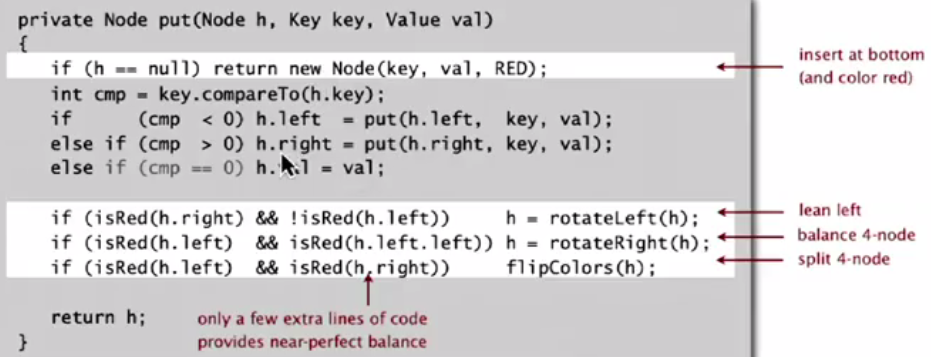 private Node put(Node h, Key key, Value val)
{
if (h == null) return new Node(key, val, RED);
insert at bottom
(and color red)
int cmp = key.compareTo(h.key);
if (cmp < 0) h.left = put(h.left, key, val);
else if (cmp > 0) h.right = put(h.right, key, val);
else if (cmp == 0) h.val = val;
if (isRed(h.right) && !isRed(h.left)) h = rotateLeft(h);
lean left
if (isRed(h.left) && isRed(h.left.left)) h = rotateRight(h);
balance 4-node
if (isRed(h.left) && isRed(h.right)) flipColors(h);
split 4-node
only a few extra lines of code
provides near-perfect balance
return h;
}